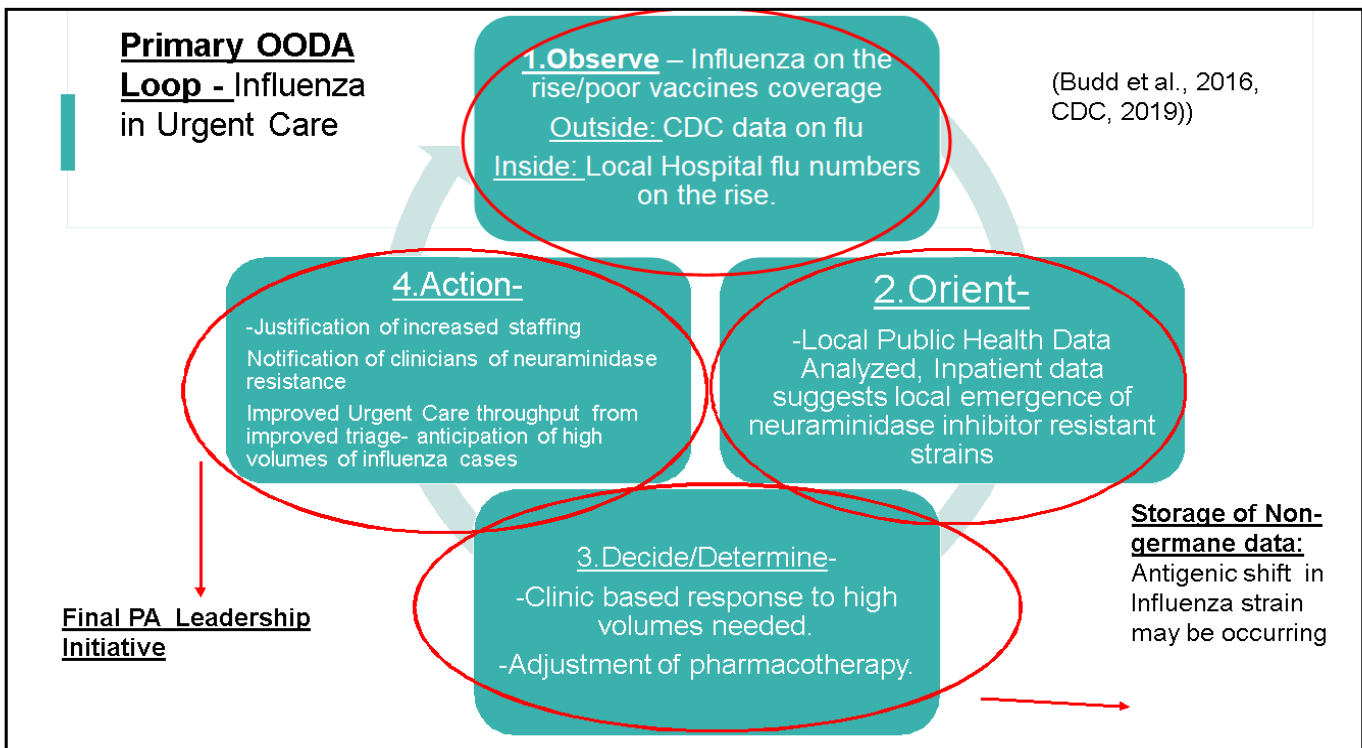 Primary OODA
Loop - Influenza
in Urgent Care
1.Observe – Influenza on the
rise/poor vaccines coverage
Outside: CDC data on flu
Inside: Local Hospital flu numbers
on the rise.
(Budd et al., 2016,
CDC, 2019))
2.Orient-
-Local Public Health Data
Analyzed, Inpatient data
suggests local emergence of
neuraminidase inhibitor resistant
strains
3.Decide/Determine-
-Clinic based response to high
volumes needed.
-Adjustment of pharmacotherapy.
4.Action-
-Justification of increased staffing
Notification of clinicians of neuraminidase
resistance
Improved Urgent Care throughput from
improved triage- anticipation of high
volumes of influenza cases
Final PA Leadership
Initiative
Storage of Non-
germane data:
Antigenic shift in
Influenza strain
may be occurring